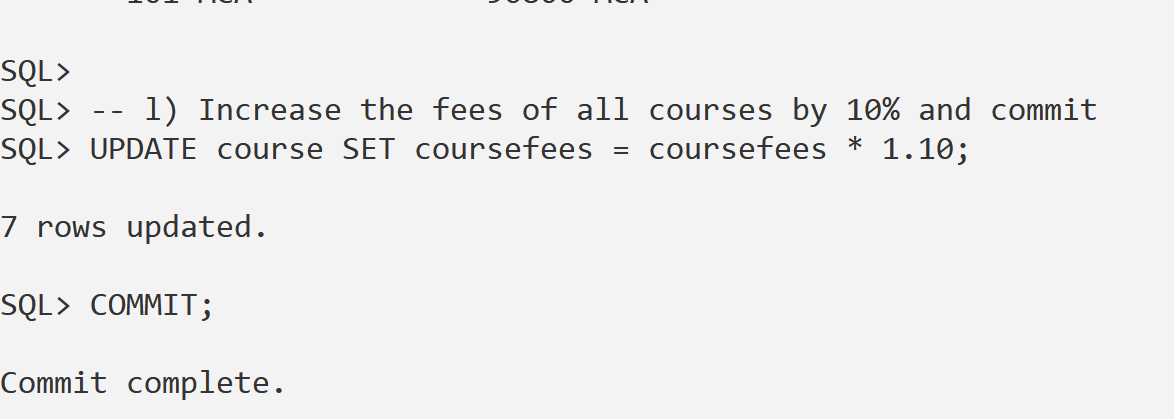 SQL>
SQL> -- l) Increase the fees of all courses by 10% and commit
SQL> UPDATE course SET coursefees = coursefees * 1.10;
7 rows updated.
SQL> COMMIT;
Commit complete.